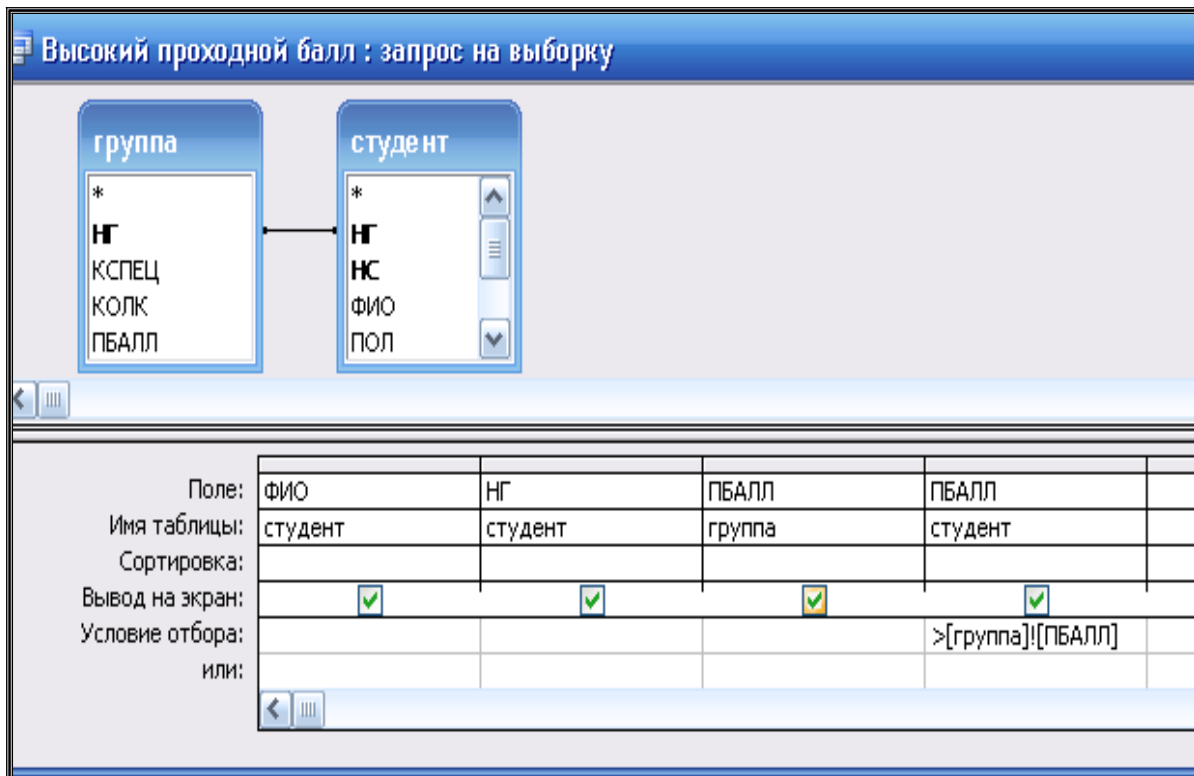 Высокий проходной балл : запрос на выборку
группа
*
НГ
КСПЕЦ
КОЛК
ПБАЛЛ
студент
*
НГ
НС
ФИО
ПОЛ
Поле: ФИО НГ ПБАЛЛ ПБАЛЛ
Имя таблицы: студент студент группа студент
Сортировка:
Вывод на экран:
Условие отбора: >[группа]![ПБАЛЛ]
или: